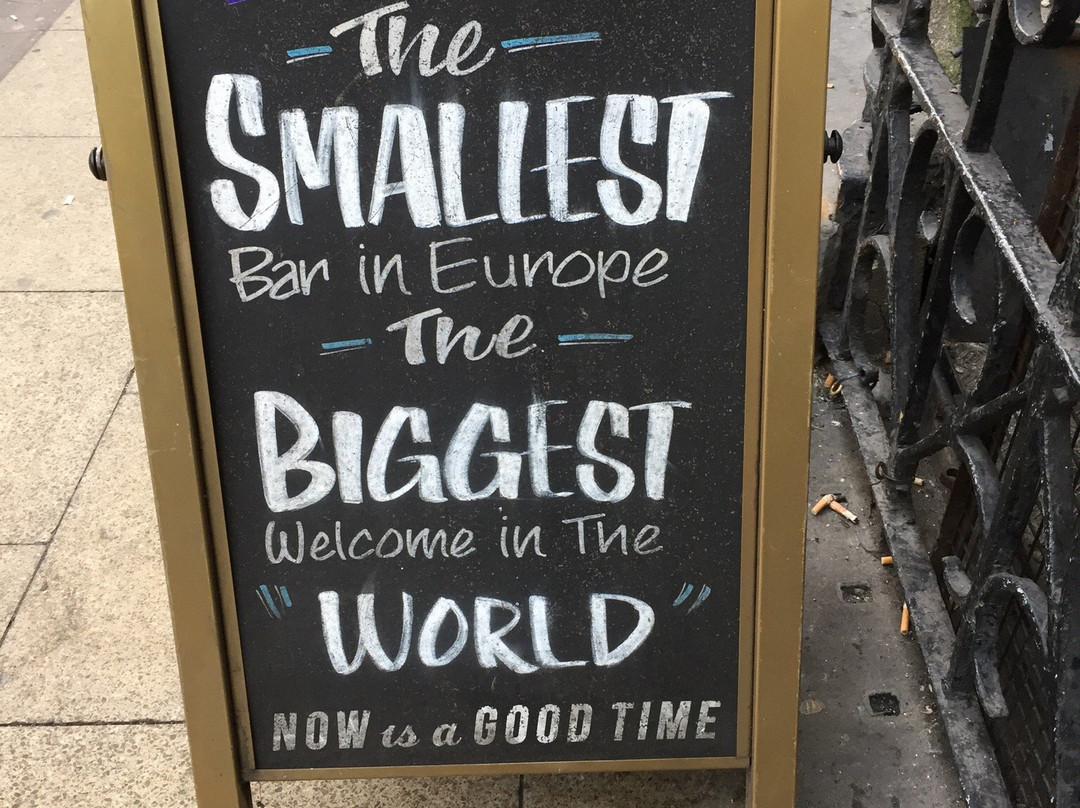 The
SMALLEST
Bar in Europe
The
BIGGEST
Welcome in The
"WORLD"
NOW is a GOOD TIME